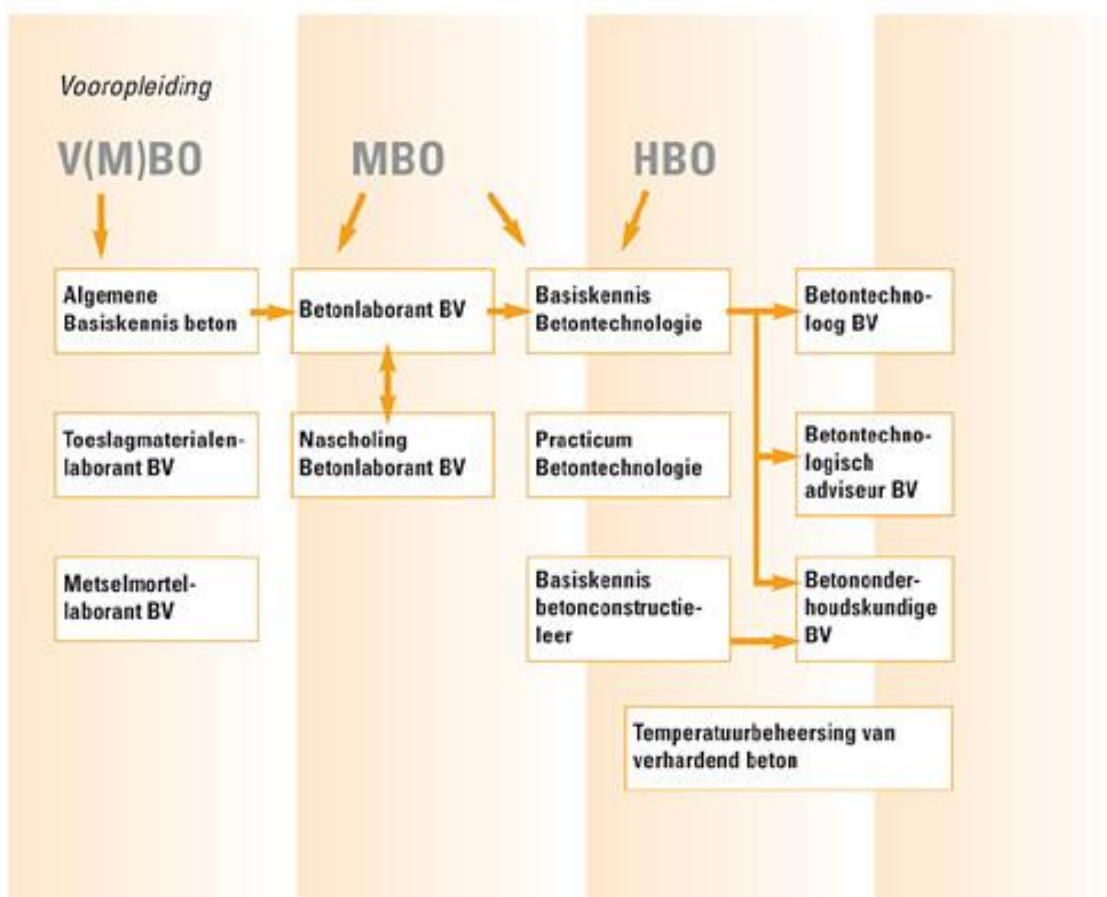 Vooropleiding
V(M)BO
MBO
HBO
Algemene
Basiskennis beton
Betonlaborant BV
Basiskennis
Betontechnologie
Betontechno-
loog BV
Toeslagmaterialen-
laborant BV
Nascholing
Betonlaborant BV
Practicum
Betontechnologie
Betontechno-
logisch
adviseur BV
Metselmortel-
laborant BV
Basiskennis
betonconstructie-
leer
Betononder-
houdskundige
BV
Temperatuurbeheersing van
verhardend beton